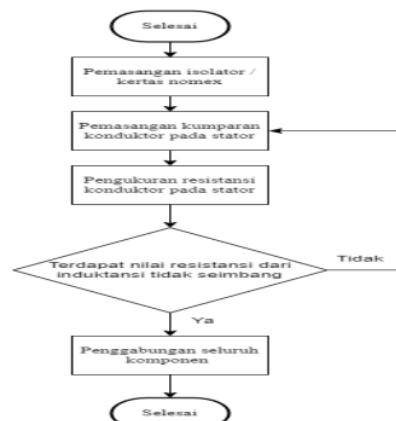 Selesai
Pemasangan isolator /
kertas nomex
Pemasangan kumparan
konduktor pada stator
Pengukuran resistansi
konduktor pada stator
Terdapat nilai resistansi dari
induktansi tidak seimbang
Tidak
Ya
Penggabungan seluruh
komponen
Selesai